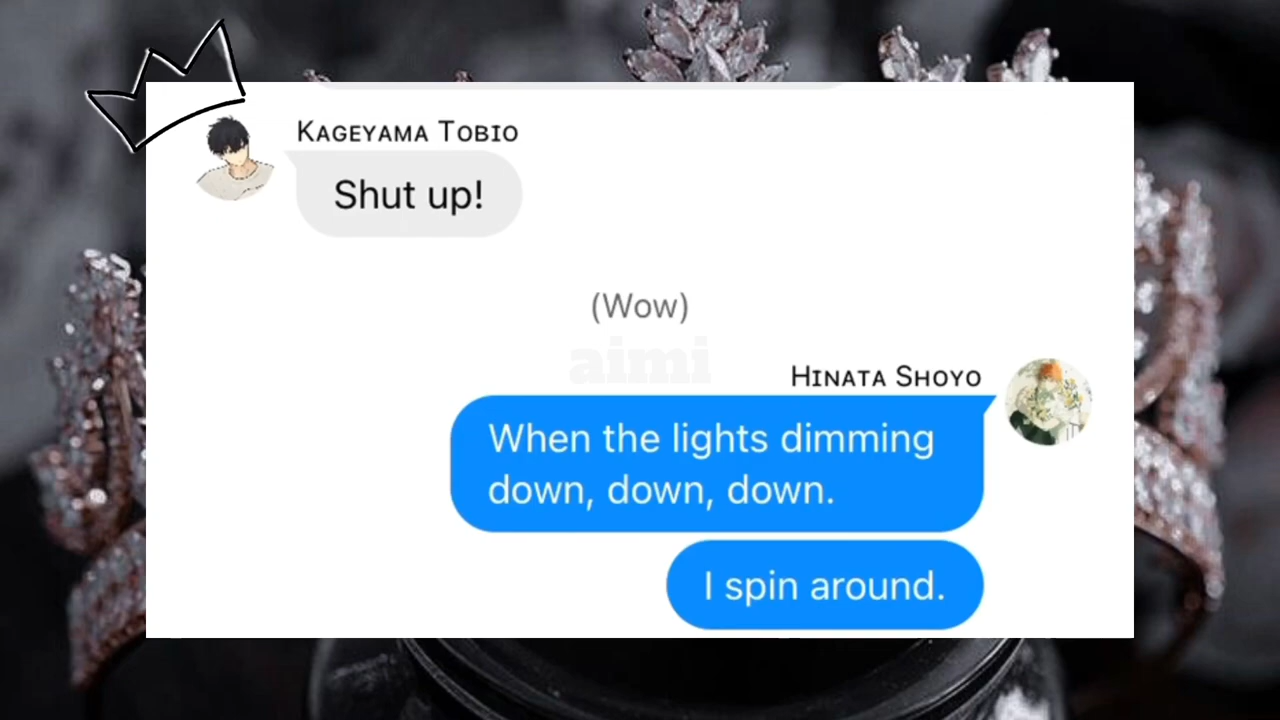 Kageyama Tobio
Shut up!
(Wow)
aimi
Hinata Shoyo
When the lights dimming
down, down, down.
I spin around.